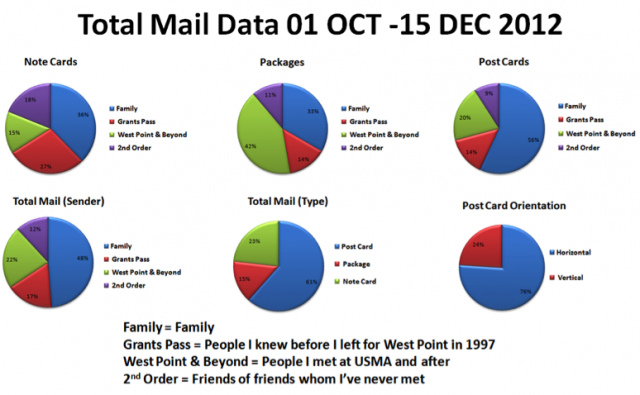 Total Mail Data 01 OCT -15 DEC 2012
Note Cards
36%
27%
15%
18%
Family
Grants Pass
West Point & Beyond
2nd Order
Packages
33%
14%
42%
11%
Family
Grants Pass
West Point & Beyond
2nd Order
Post Cards
14%
20%
9%
Family
Grants Pass
West Point & Beyond
2nd Order
Total Mail (Sender)
48%
17%
22%
12%
Family
Grants Pass
West Point & Beyond
2nd Order
Total Mail (Type)
61%
15%
23%
Post Card
Package
Note Card
Post Card Orientation
76%
24%
Horizontal
Vertical
Family = Family
Grants Pass = People I knew before I left for West Point in 1997
West Point & Beyond = People I met at USMA and after
2nd Order = Friends of friends whom I've never met